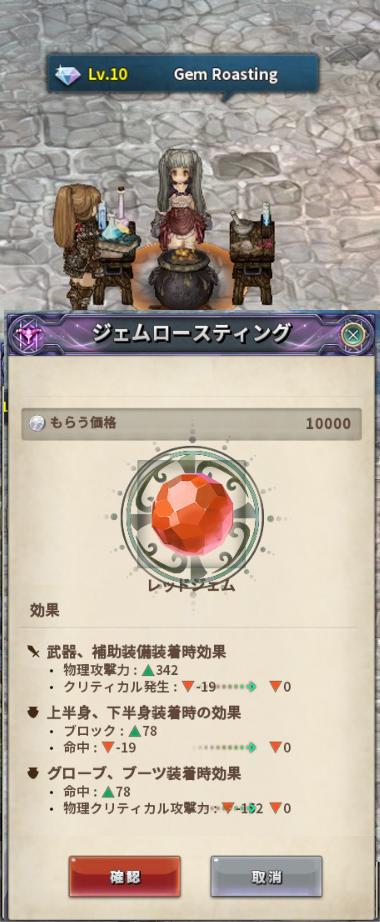 Lv.10 Gem Roasting
ジェムロースティング
もらう価格 10000
レッドジェム
効果
武器、補助装備装着時効果
・ 物理攻撃力 : ▲342
・ クリティカル発生 : ▼-19 ▼0
上半身、下半身装着時の効果
・ ブロック : ▲78
・ 命中 : ▼-19 ▼0
グローブ、ブーツ装着時効果
・ 命中 : ▲78
・ 物理クリティカル攻撃力 : ▼-152 ▼0
確認 取消